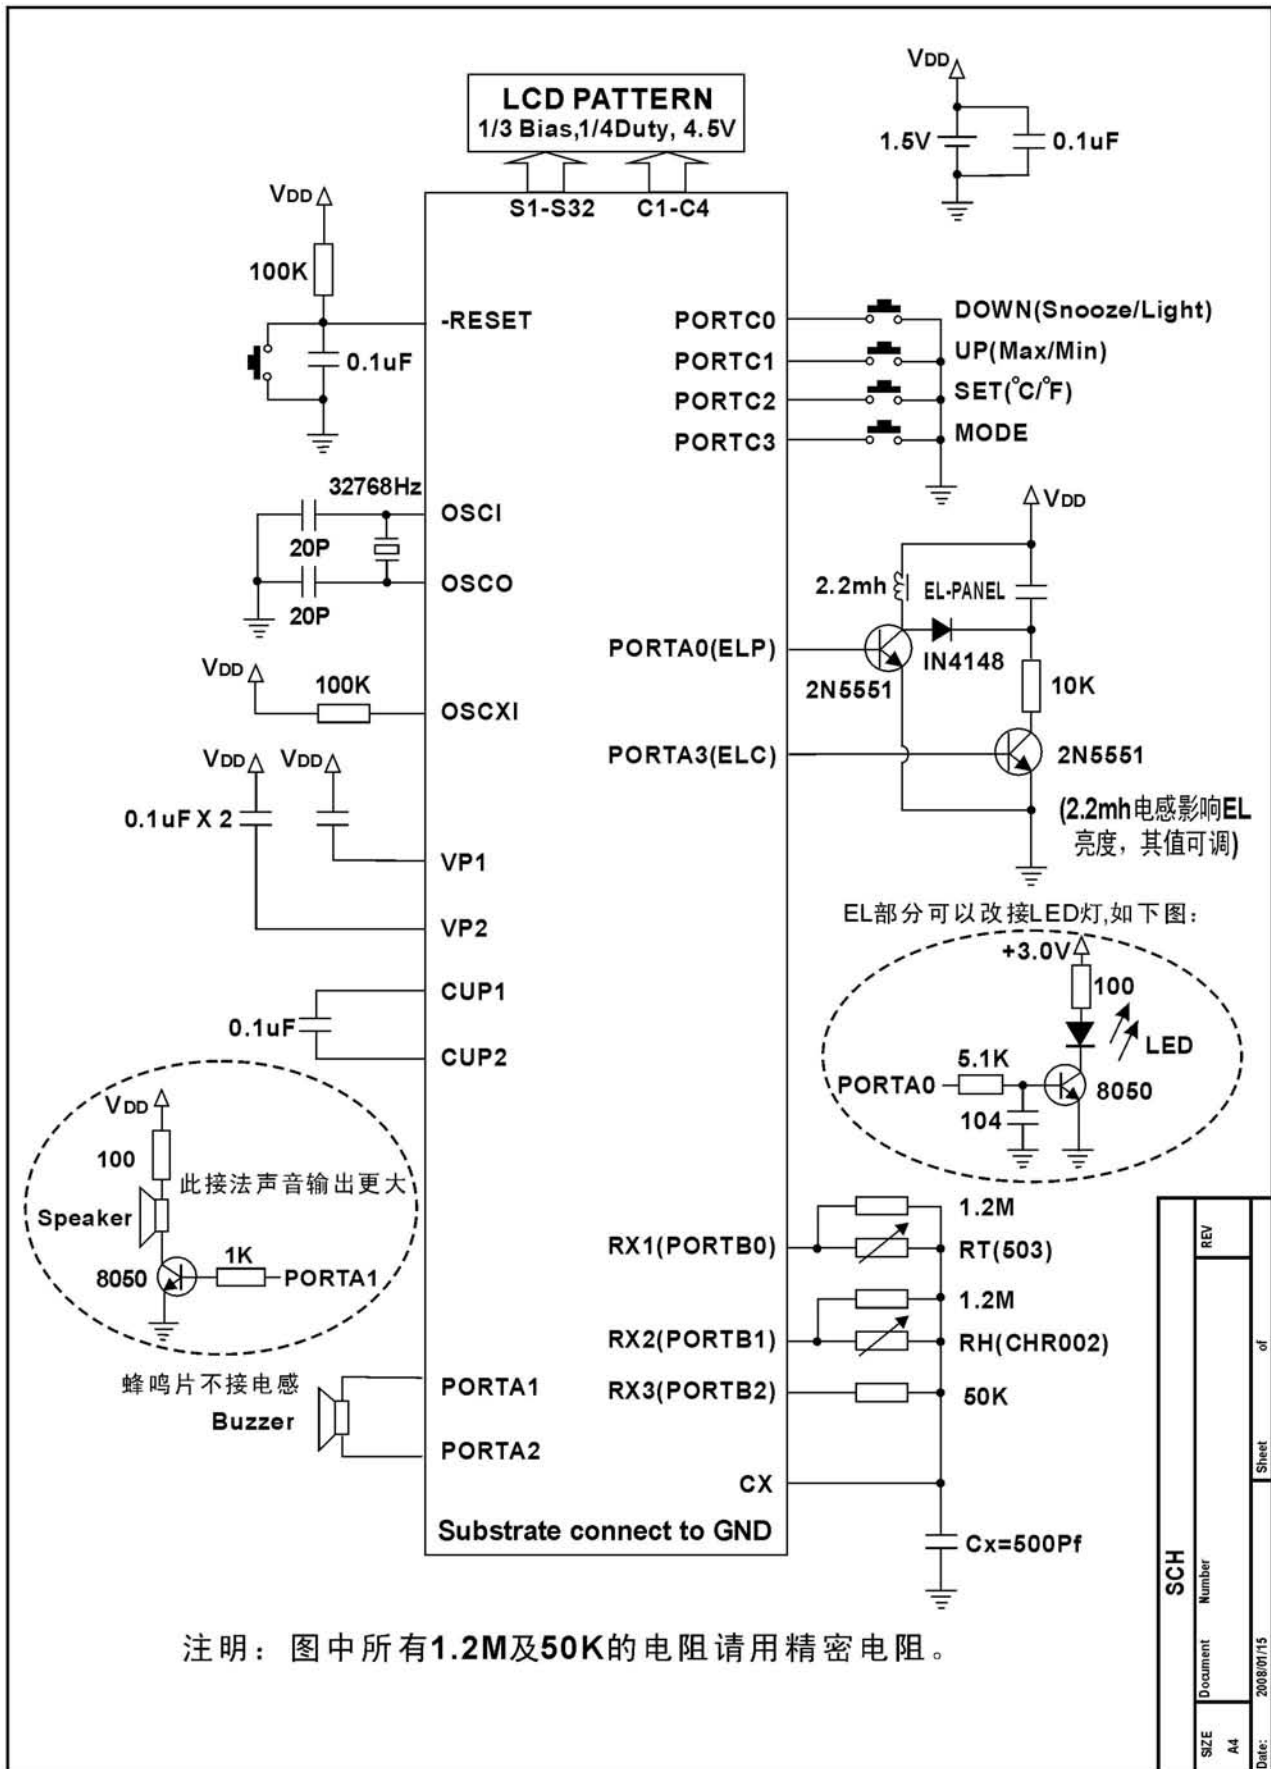 LCD PATTERN
1/3 Bias,1/4Duty, 4.5V
S1-S32
C1-C4
VDD
1.5V
0.1uF
VDD
100K
0.1uF
-RESET
PORTC0
DOWN(Snooze/Light)
PORTC1
UP(Max/Min)
PORTC2
SET(°C/°F)
PORTC3
MODE
32768Hz
OSCI
20P
OSCO
20P
VDD
100K
OSCXI
VDD
VDD
0.1uF X 2
VP1
VP2
CUP1
0.1uF
CUP2
VDD
2.2mh
EL-PANEL
PORTA0(ELP)
2N5551
IN4148
10K
PORTA3(ELC)
2N5551
(2.2mh电感影响EL
亮度，其值可调)
EL部分可以改接LED灯,如下图：
+3.0V
100
LED
5.1K
PORTA0
8050
104
VDD
100
此接法声音输出更大
Speaker
1K
8050
PORTA1
蜂鸣片不接电感
Buzzer
PORTA1
PORTA2
1.2M
RX1(PORTB0)
RT(503)
1.2M
RX2(PORTB1)
RH(CHR002)
RX3(PORTB2)
50K
CX
Substrate connect to GND
Cx=500Pf
注明：图中所有1.2M及50K的电阻请用精密电阻。
SCH
SIZE
A4
Document Number
REV
Date: 2008/01/15
Sheet of